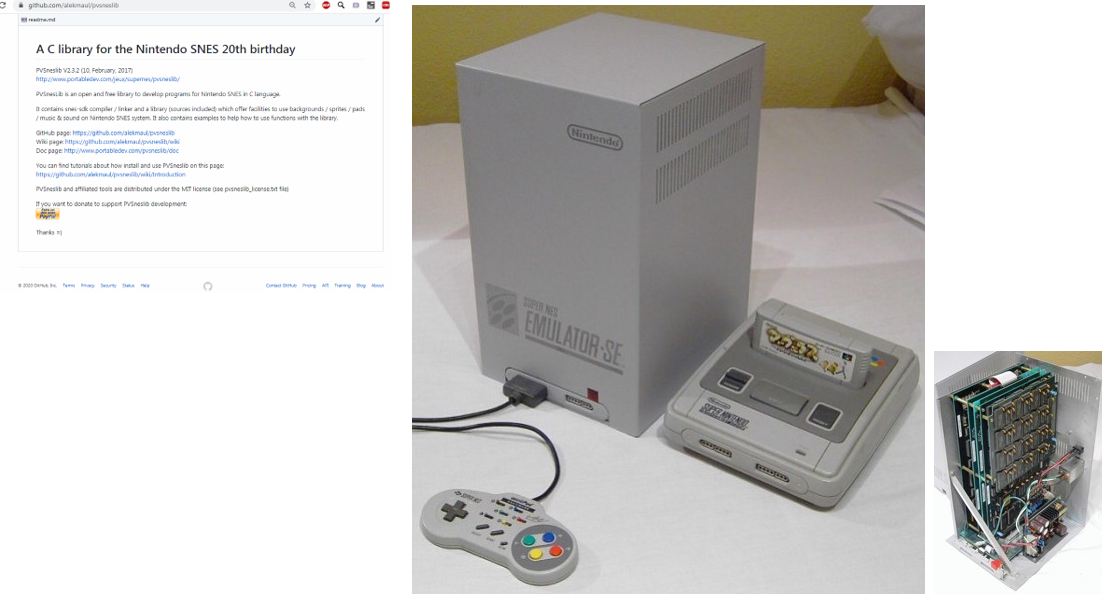 github.com/alekmaul/pvsneslib
readme.md
A C library for the Nintendo SNES 20th birthday
PVSneslib V2.3.2 (10, February, 2017)
http://www.portabledev.com/jeux/supernes/pvsneslib/
PVSnesLib is an open and free library to develop programs for Nintendo SNES in C language.
It contains snes-sdk compiler / linker and a library (sources included) which offer facilities to use backgrounds / sprites / pads
/ music & sound on Nintendo SNES system. It also contains examples to help how to use functions with the library.
GitHub page: https://github.com/alekmaul/pvsneslib
Wiki page: https://github.com/alekmaul/pvsneslib/wiki
Doc page: http://www.portabledev.com/pvsneslib/doc
You can find tutorials about how install and use PVSneslib on this page:
https://github.com/alekmaul/pvsneslib/wiki/Introduction
PVSneslib and affiliated tools are distributed under the MIT license (see pvsneslib_license.txt file)
If you want to donate to support PVSneslib development:
PayPal
Thanks =)
© 2020 GitHub, Inc. Terms Privacy Security Status Help
Contact GitHub Pricing API Training Blog About
Nintendo
SUPER NES
EMULATOR-SE
Nintendo
SUPER NINTENDO
SUPER NES